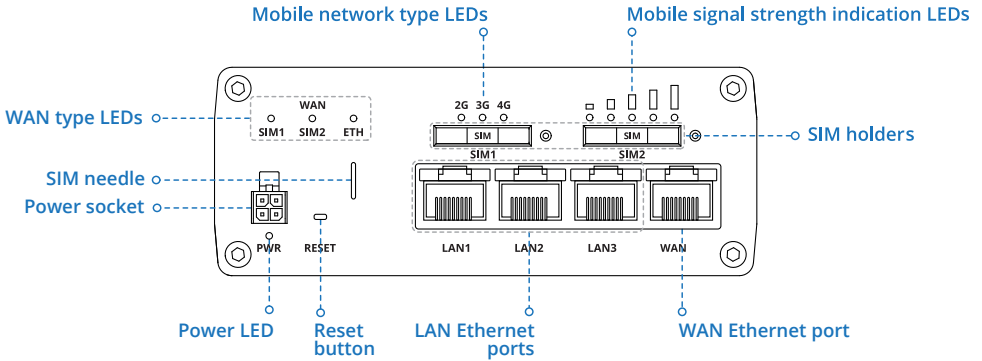 Mobile network type LEDs
Mobile signal strength indication LEDs
WAN
2G 3G 4G
WAN type LEDs
SIM1 SIM2 ETH
SIM
SIM
SIM holders
SIM1
SIM2
SIM needle
Power socket
PWR
RESET
LAN1
LAN2
LAN3
WAN
Power LED
Reset
button
LAN Ethernet
ports
WAN Ethernet port